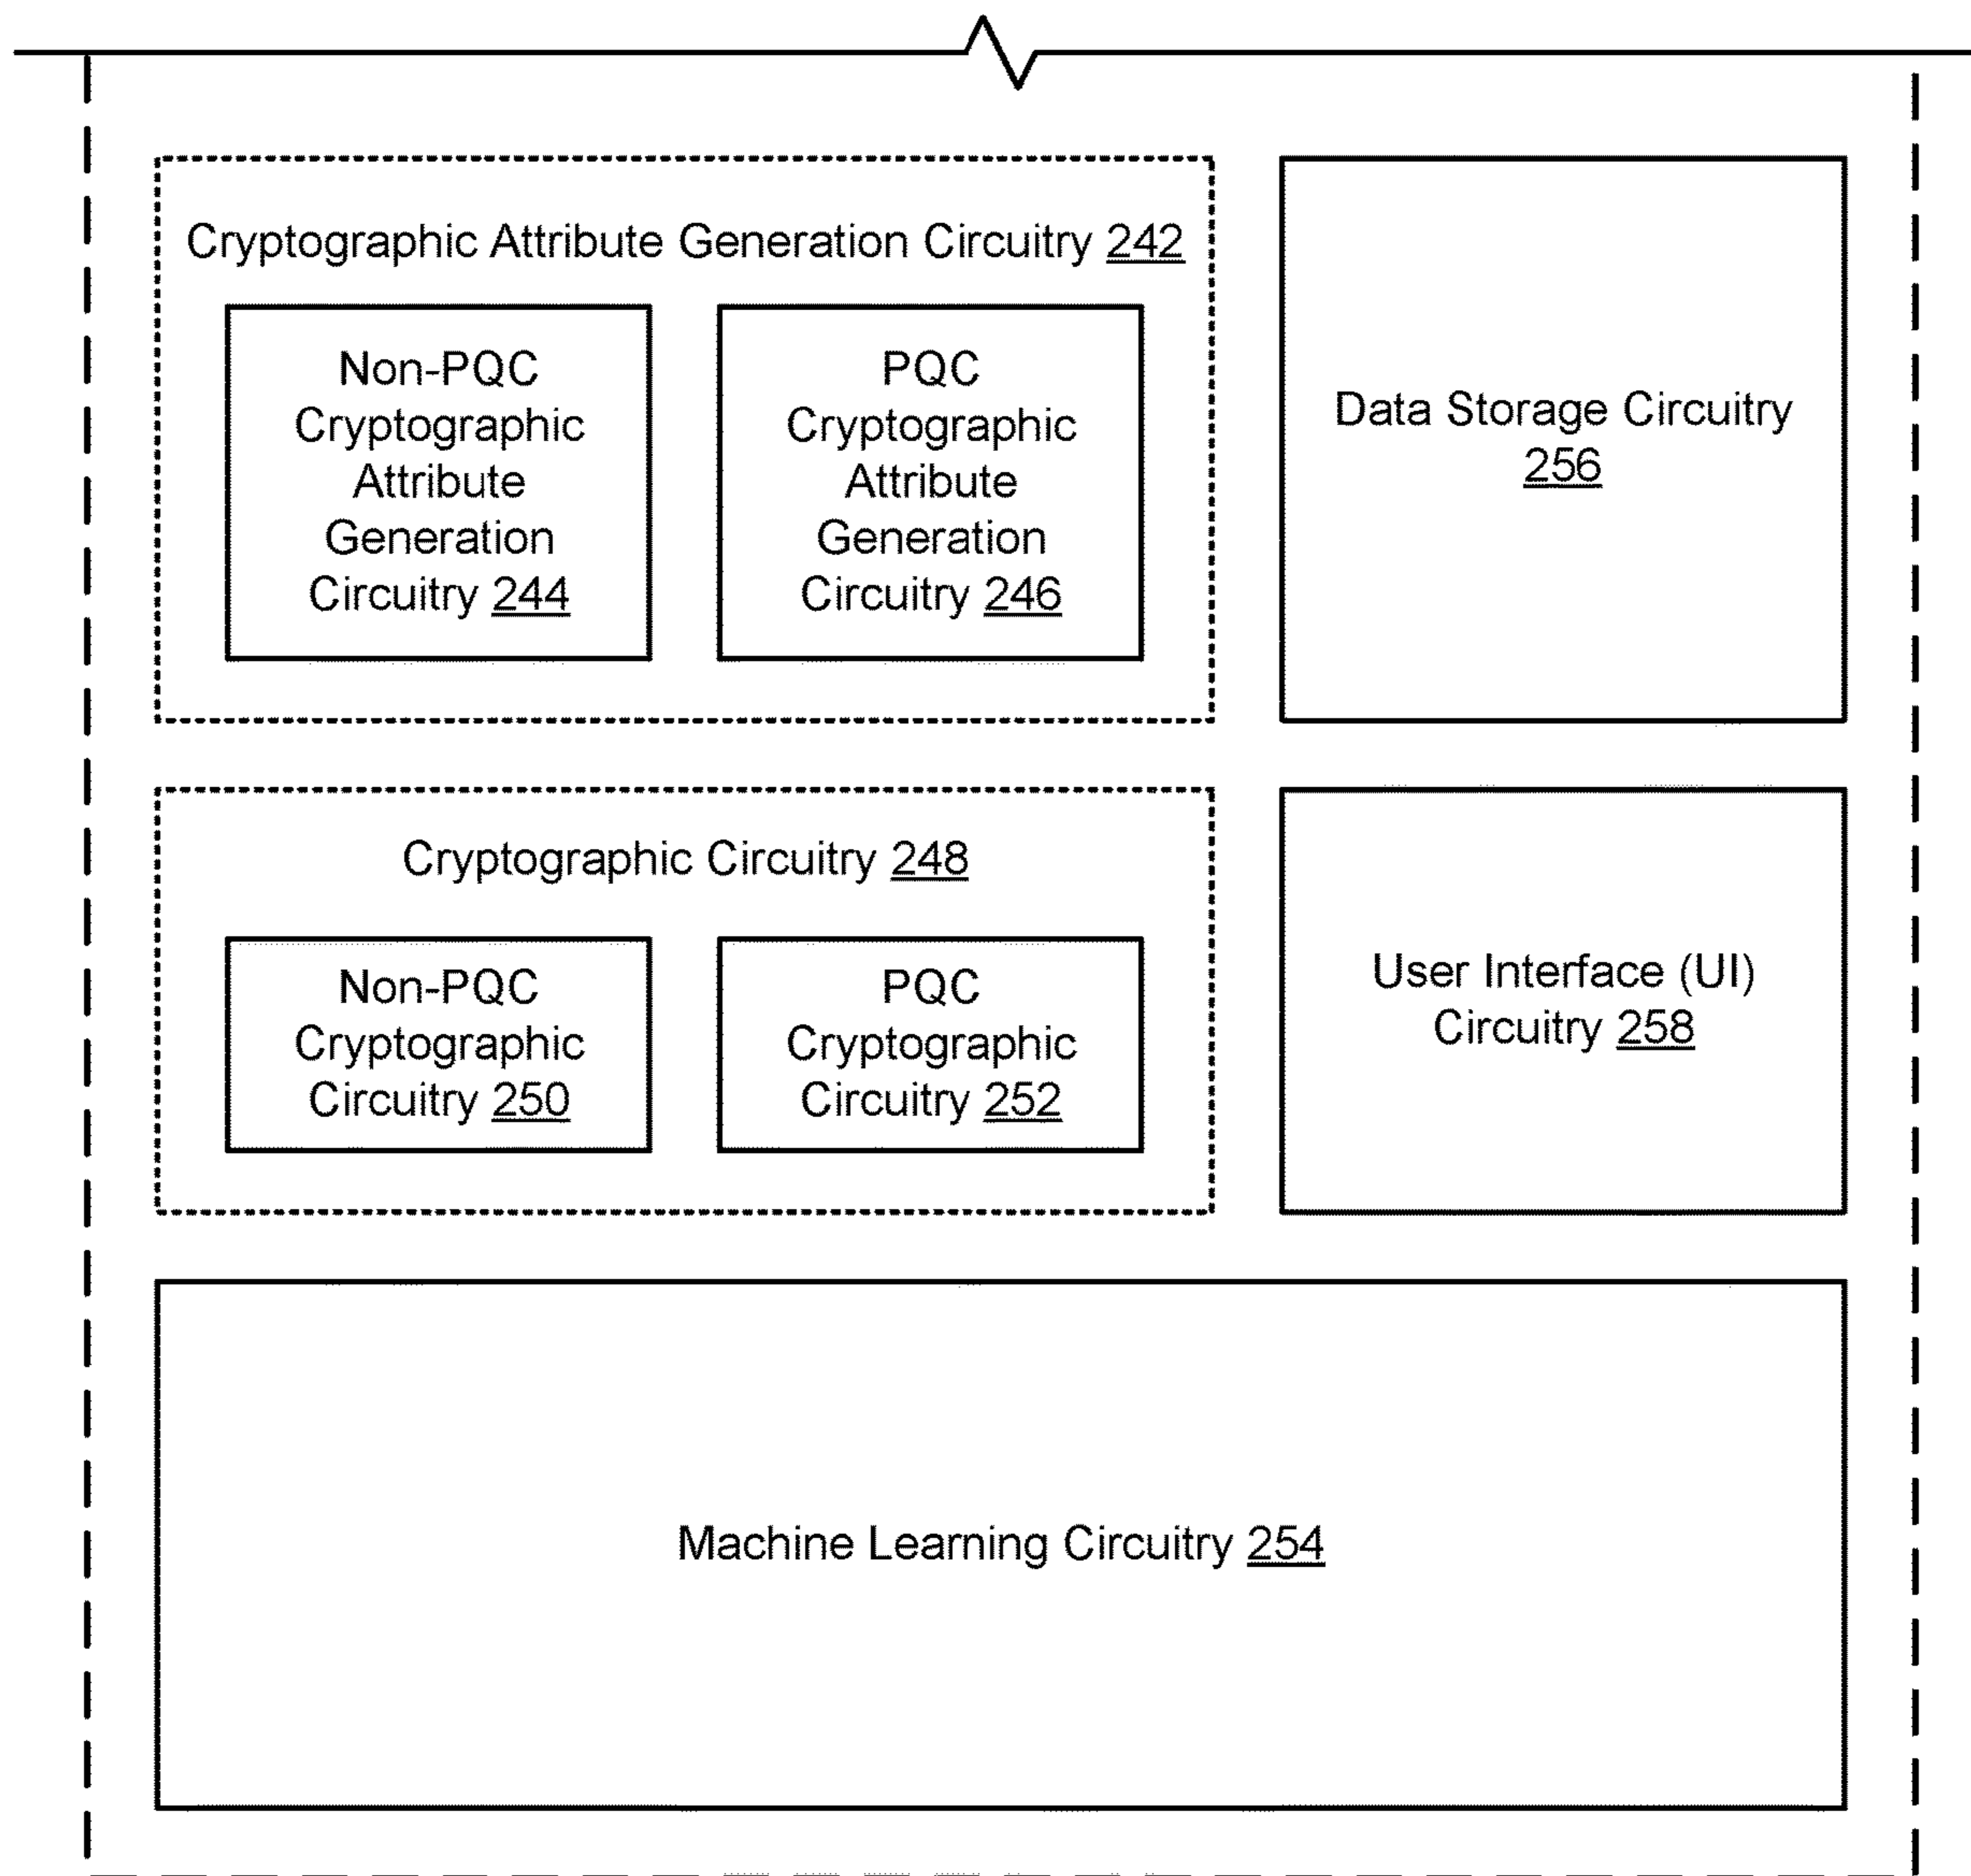 Cryptographic Attribute Generation Circuitry 242
Non-PQC
Cryptographic
Attribute
Generation
Circuitry 244
PQC
Cryptographic
Attribute
Generation
Circuitry 246
Data Storage Circuitry
256
Cryptographic Circuitry 248
Non-PQC
Cryptographic
Circuitry 250
PQC
Cryptographic
Circuitry 252
User Interface (UI)
Circuitry 258
Machine Learning Circuitry 254